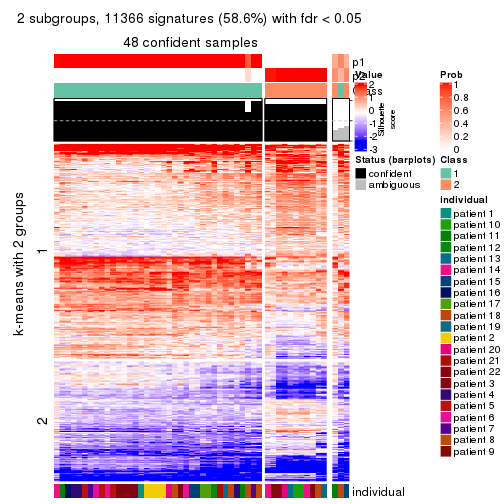 2 subgroups, 11366 signatures (58.6%) with fdr < 0.05
48 confident samples
p1
p2
Class
Silhouette
score
k-means with 2 groups
1
2
individual
Value
2
1
0
-1
-2
-3
Status (barplots)
confident
ambiguous
Prob
1
0.8
0.6
0.4
0.2
0
Class
1
2
individual
patient 1
patient 10
patient 11
patient 12
patient 13
patient 14
patient 15
patient 16
patient 17
patient 18
patient 19
patient 2
patient 20
patient 21
patient 22
patient 3
patient 4
patient 5
patient 6
patient 7
patient 8
patient 9